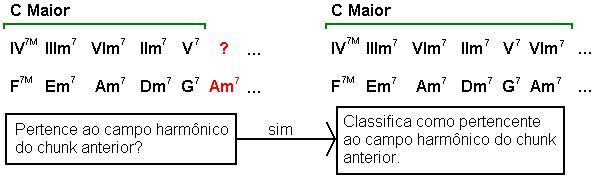 C Maior
IV7M IIIm7 VIm7 IIm7 V7 ? ...
F7M Em7 Am7 Dm7 G7 Am7 ...
Pertence ao campo harmônico
do chunk anterior?
sim
C Maior
IV7M IIIm7 VIm7 IIm7 V7 VIm7 ...
F7M Em7 Am7 Dm7 G7 Am7 ...
Classifica como pertencente
ao campo harmônico do chunk
anterior.